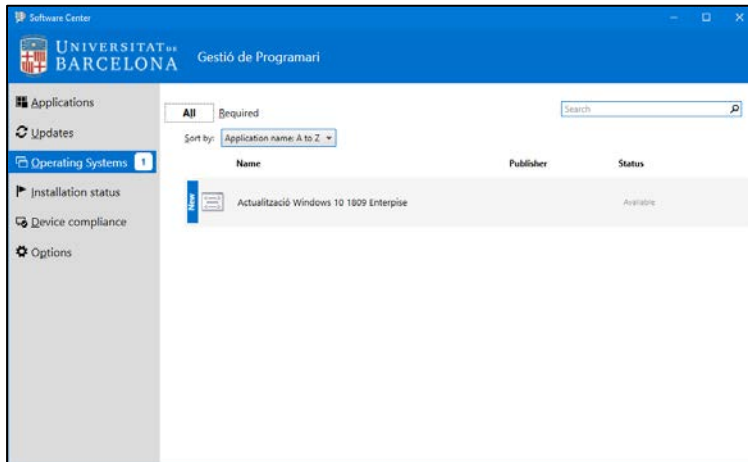 Software Center
UNIVERSITAT DE
BARCELONA
Gestió de Programari
Applications
Updates
Operating Systems 1
Installation status
Device compliance
Options
All Required
Search
Sort by: Application name: A to Z
Name Publisher Status
New
Actualització Windows 10 1809 Enterpise
Available